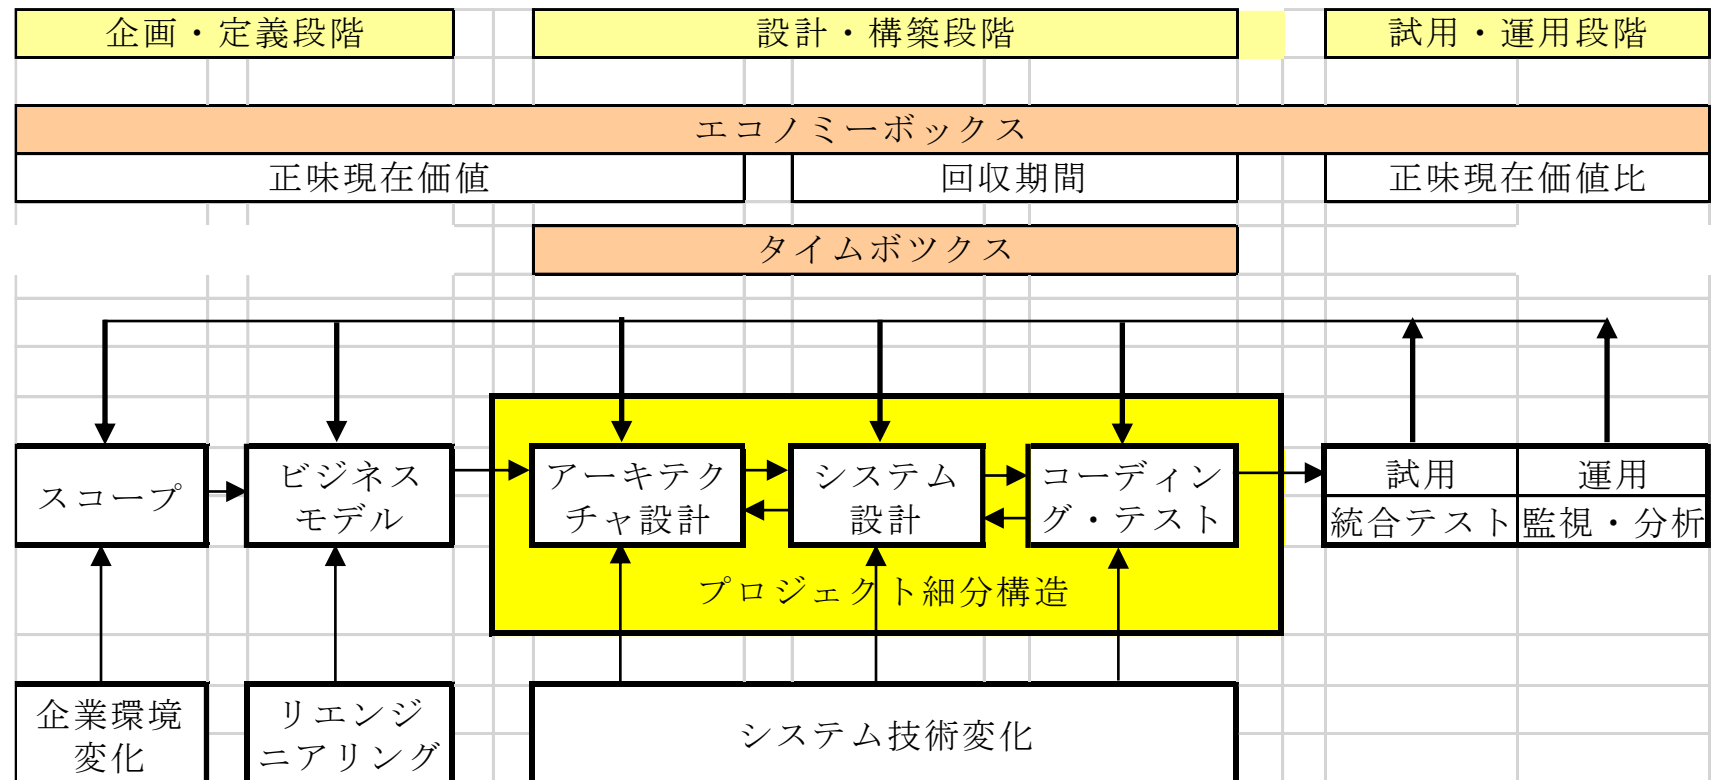 企画・定義段階
設計・構築段階
試用・運用段階
エコノミーボックス
正味現在価値
回収期間
正味現在価値比
タイムボツクス
スコープ
ビジネス
モデル
アーキテク
チャ設計
システム
設計
コーディン
グ・テスト
試用
運用
統合テスト
監視・分析
プロジェクト細分構造
企業環境
変化
リエンジ
ニアリング
システム技術変化